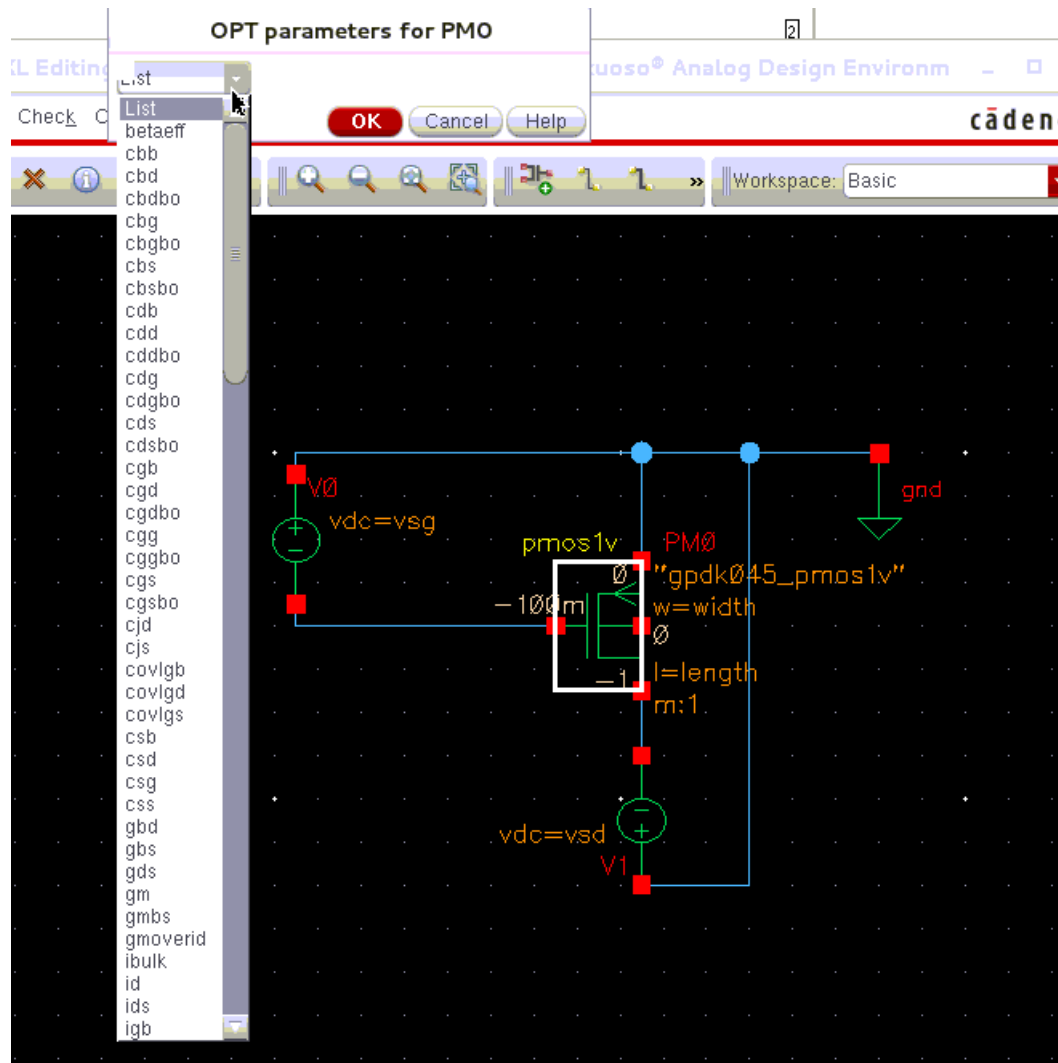 OPT parameters for PM0
2
XL Editing
tuoso® Analog Design Environm
List
Check C
OK Cancel Help
cāden
» Workspace: Basic
List
betaeff
cbb
cbd
cbdbo
cbg
cbgbo
cbs
cbsbo
cdb
cdd
cddbo
cdg
cdgbo
cds
cdsbo
cgb
cgd
cgdbo
cgg
cggbo
cgs
cgsbo
cjd
cjs
covlgb
covlgd
covlgs
csb
csd
csg
css
gbd
gbs
gds
gm
gmbs
gmoverid
ibulk
id
ids
igb
V0
vdc=vsg
gnd
pmos1v PM0
0 "gpdk045_pmos1v"
-100m w=width
0
-1 l=length
m:1
vdc=vsd
V1